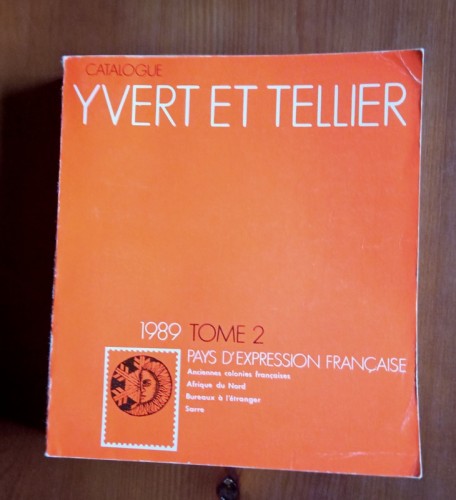 CATALOGUE
YVERT ET TELLIER
1989 TOME 2
PAYS D'EXPRESSION FRANÇAISE
Anciennes colonies françaises
Afrique du Nord
Bureaux à l'étranger
Sarre